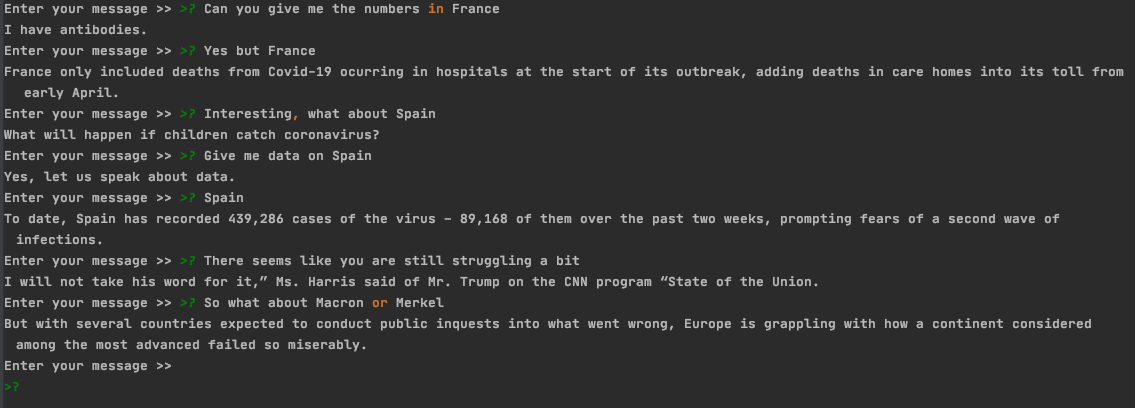 Enter your message >> >? Can you give me the numbers in France
I have antibodies.
Enter your message >> >? Yes but France
France only included deaths from Covid-19 ocurring in hospitals at the start of its outbreak, adding deaths in care homes into its toll from
early April.
Enter your message >> >? Interesting, what about Spain
What will happen if children catch coronavirus?
Enter your message >> >? Give me data on Spain
Yes, let us speak about data.
Enter your message >> >? Spain
To date, Spain has recorded 439,286 cases of the virus – 89,168 of them over the past two weeks, prompting fears of a second wave of
infections.
Enter your message >> >? There seems like you are still struggling a bit
I will not take his word for it,” Ms. Harris said of Mr. Trump on the CNN program “State of the Union.
Enter your message >> >? So what about Macron or Merkel
But with several countries expected to conduct public inquests into what went wrong, Europe is grappling with how a continent considered
among the most advanced failed so miserably.
Enter your message >>
>?